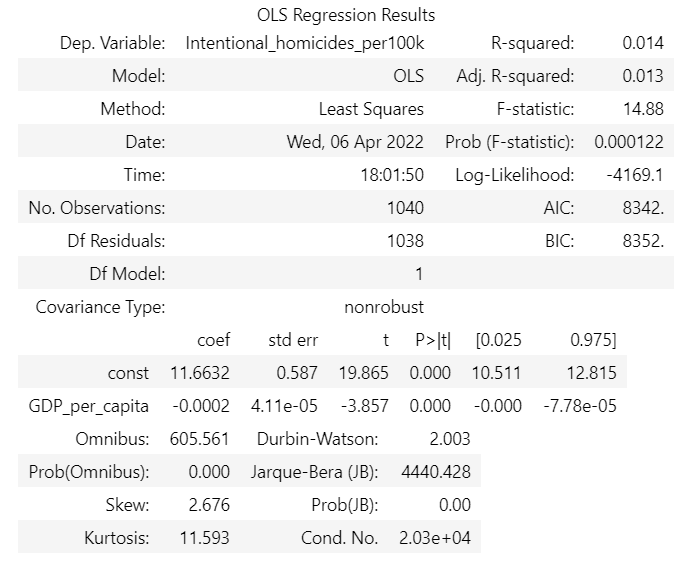 OLS Regression Results
Dep. Variable: Intentional_homicides_per100k R-squared: 0.014
Model: OLS Adj. R-squared: 0.013
Method: Least Squares F-statistic: 14.88
Date: Wed, 06 Apr 2022 Prob (F-statistic): 0.000122
Time: 18:01:50 Log-Likelihood: -4169.1
No. Observations: 1040 AIC: 8342.
Df Residuals: 1038 BIC: 8352.
Df Model: 1
Covariance Type: nonrobust
coef std err t P>|t| [0.025 0.975]
const 11.6632 0.587 19.865 0.000 10.511 12.815
GDP_per_capita -0.0002 4.11e-05 -3.857 0.000 -0.000 -7.78e-05
Omnibus: 605.561 Durbin-Watson: 2.003
Prob(Omnibus): 0.000 Jarque-Bera (JB): 4440.428
Skew: 2.676 Prob(JB): 0.00
Kurtosis: 11.593 Cond. No. 2.03e+04